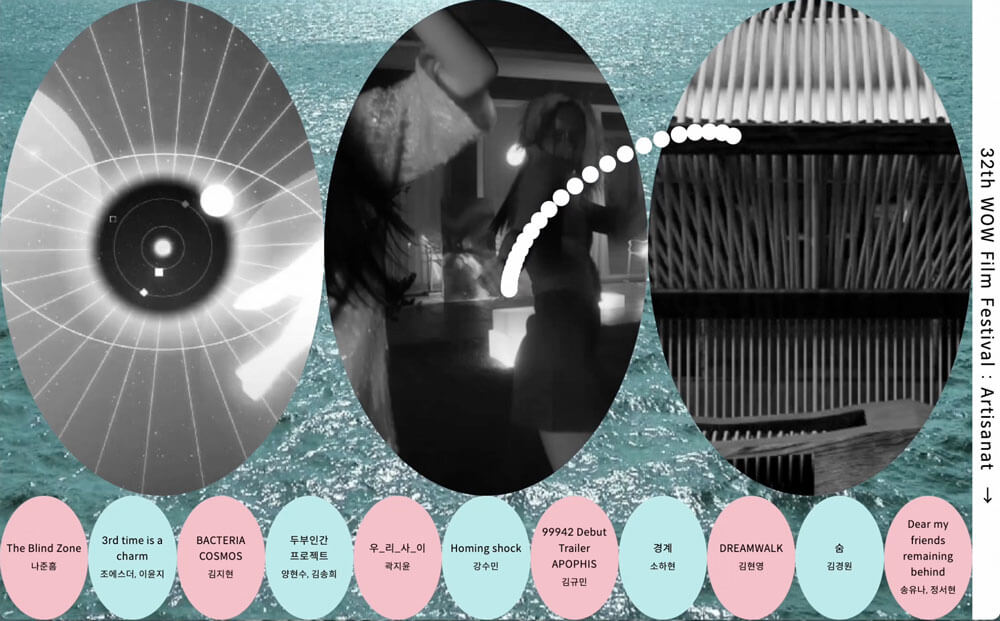 32th WOW Film Festival : Artisanat →
The Blind Zone
나준흠
3rd time is a
charm
조에스더, 이윤지
BACTERIA
COSMOS
김지현
두부인간
프로젝트
양현수, 김송희
우_리_사_이
곽지윤
Homing shock
강수민
99942 Debut
Trailer
APOPHIS
김규민
경계
소하현
DREAMWALK
김현영
숨
김경원
Dear my
friends
remaining
behind
송유나, 정서현